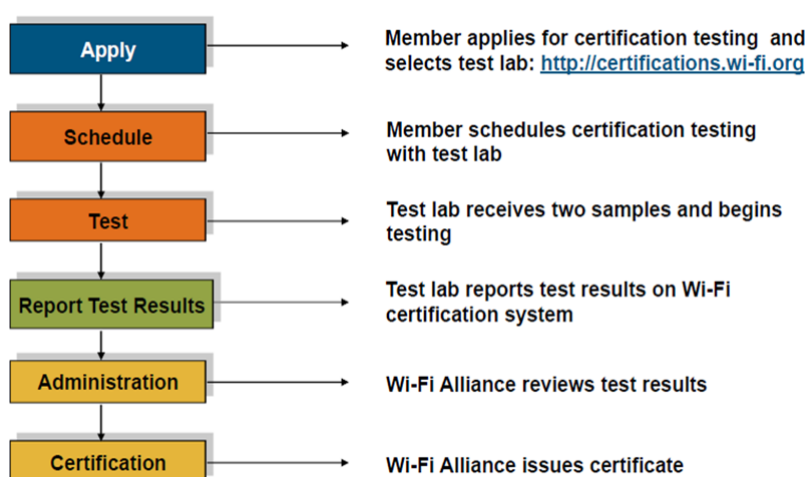 Apply
Member applies for certification testing and
selects test lab: http://certifications.wi-fi.org
Schedule
Member schedules certification testing
with test lab
Test
Test lab receives two samples and begins
testing
Report Test Results
Test lab reports test results on Wi-Fi
certification system
Administration
Wi-Fi Alliance reviews test results
Certification
Wi-Fi Alliance issues certificate